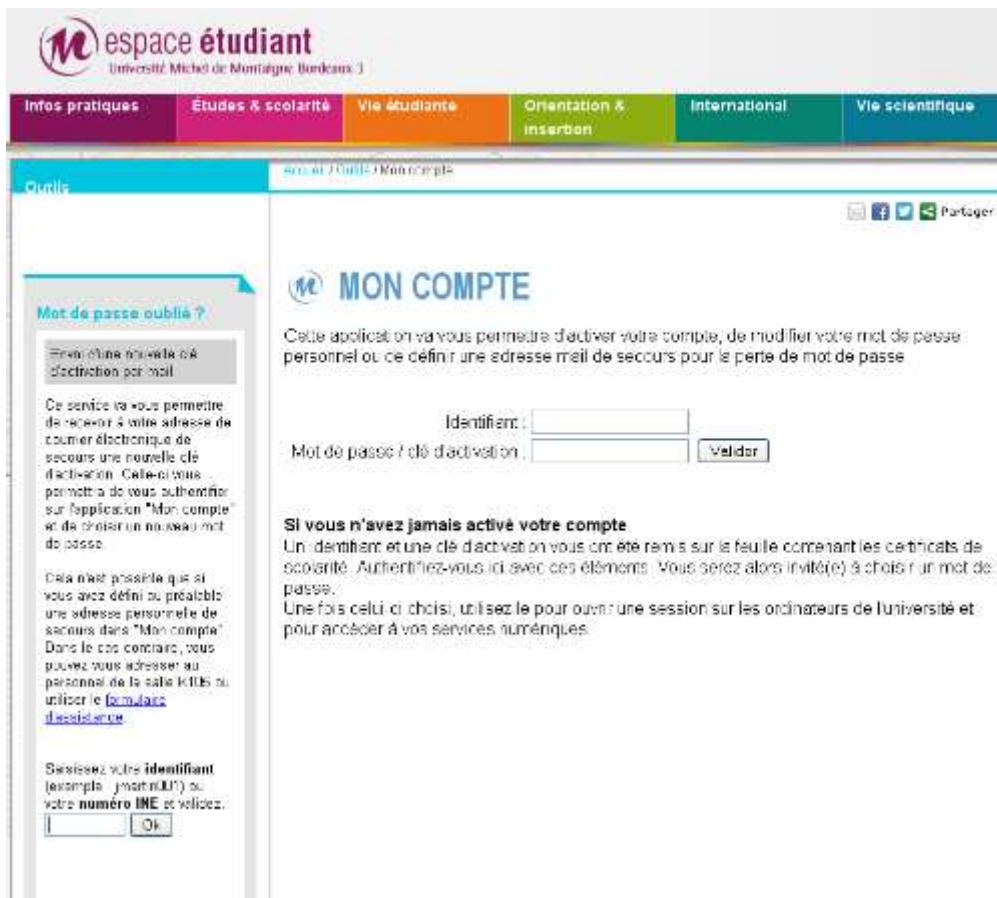 espace étudiant
Université Michel de Montaigne Bordeaux 3
Infos pratiques
Études & scolarité
Vie étudiante
Orientation &
insertion
International
Vie scientifique
Outils
Accueil / Outils / Mon compte
Partager
Mot de passe oublié ?
Envoi d'une nouvelle clé
d'activation par mail
Ce service va vous permettre
de recevoir à votre adresse de
courrier électronique de
secours une nouvelle clé
d'activation. Celle-ci vous
permettra de vous authentifier
sur l'application "Mon compte"
et de choisir un nouveau mot
de passe.
Cela n'est possible que si
vous avez défini au préalable
une adresse personnelle de
secours dans "Mon compte".
Dans le cas contraire, vous
pouvez vous adresser au
personnel de la salle K105 ou
utiliser le formulaire
d'assistance.
Saisissez votre identifiant
(exemple : jmartin001) ou
votre numéro INE et validez.
Ok
MON COMPTE
Cette application va vous permettre d'activer votre compte, de modifier votre mot de passe
personnel ou de définir une adresse mail de secours pour la perte de mot de passe
Identifiant :
Mot de passe / clé d'activation :
Valider
Si vous n'avez jamais activé votre compte
Un identifiant et une clé d'activation vous ont été remis sur la feuille contenant les certificats de
scolarité. Authentifiez-vous ici avec ces éléments. Vous serez alors invité(e) à choisir un mot de
passe.
Une fois celui-ci choisi, utilisez le pour ouvrir une session sur les ordinateurs de l'université et
pour accéder à vos services numériques.